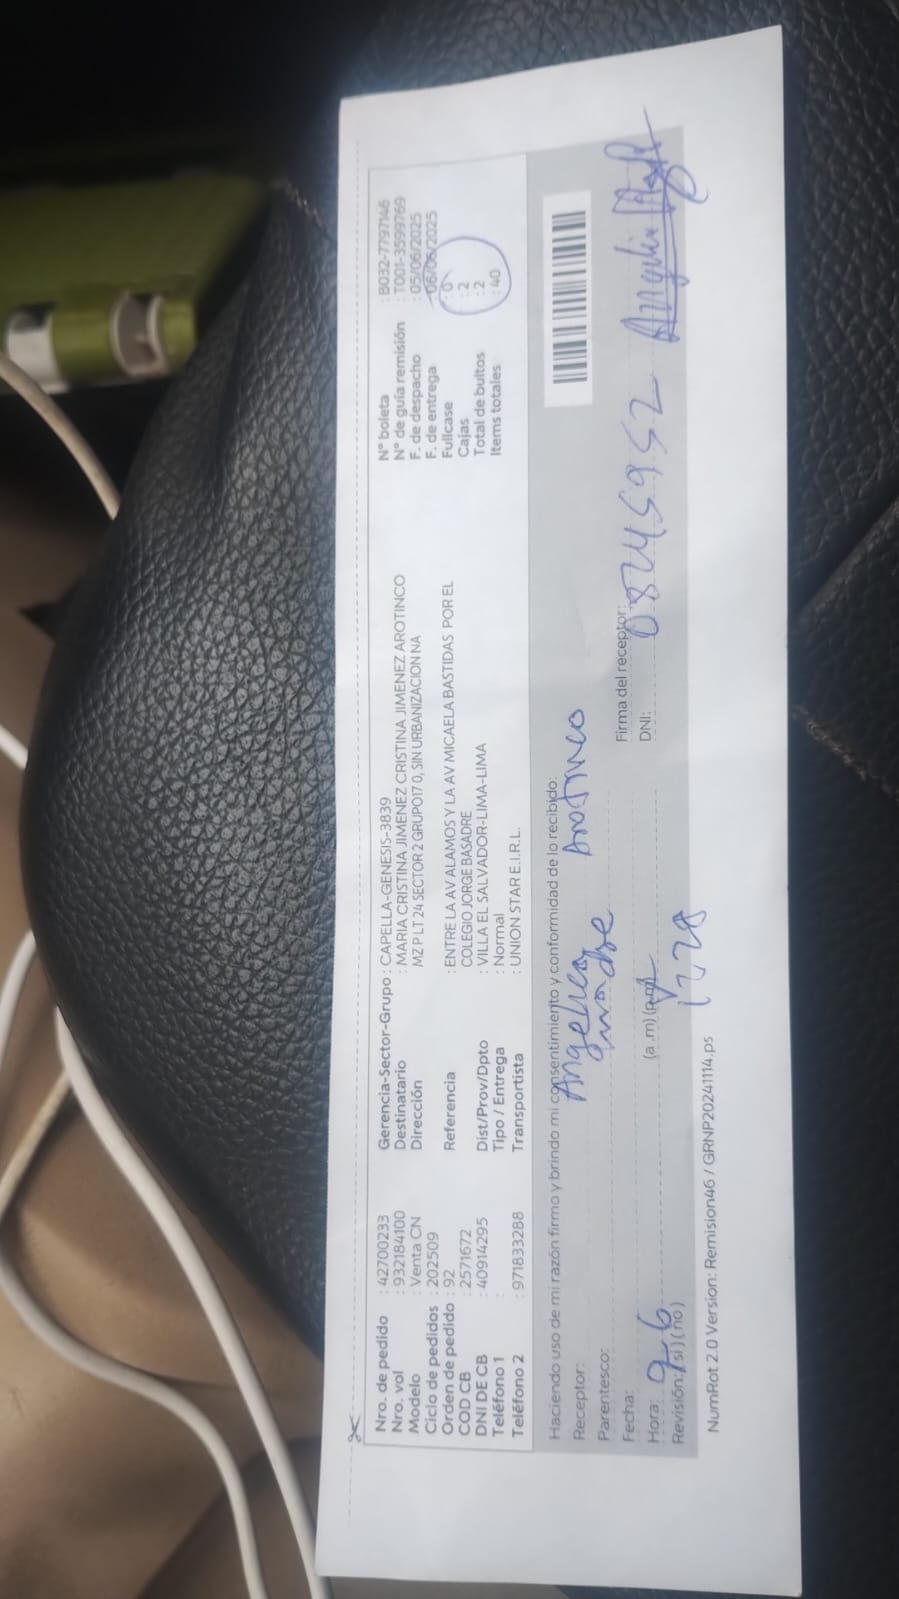 Nro. de pedido : 42700233
Nro. vol : 932184100
Modelo : Venta CN
Ciclo de pedidos : 202509
Orden de pedido : 92
COD CB : 2571672
DNI DE CB : 40914295
Teléfono 1 :
Teléfono 2 : 971833288
Gerencia-Sector-Grupo : CAPELLA-GENESIS-3839
Destinatario : MARIA CRISTINA JIMENEZ CRISTINA JIMENEZ AROTINCO
Dirección MZ P LT 24 SECTOR 2 GRUPO17 0, SIN URBANIZACION NA
Referencia : ENTRE LA AV ALAMOS Y LA AV MICAELA BASTIDAS POR EL
COLEGIO JORGE BASADRE
Dist/Prov/Dpto : VILLA EL SALVADOR-LIMA-LIMA
Tipo / Entrega : Normal
Transportista : UNION STAR E.I.R.L.
N° boleta : B032-7797146
N° de guía remisión : T001-3599769
F. de despacho : 05/06/2025
F. de entrega : 06/06/2025
Fullcase : 0
Cajas : 2
Total de bultos : 2
Items totales : 40
Haciendo uso de mi razón firmo y brindo mi consentimiento y conformidad de lo recibido:
Receptor: Angelica Arotinco
Parentesco: madre
Fecha:
Firma del receptor:
Hora: 9-6 (a.m) (p.m)
DNI: 08245952
Revisión: (si) (no) 1228
NumRot 2.0 Version: Remision46 / GRNP20241114.ps